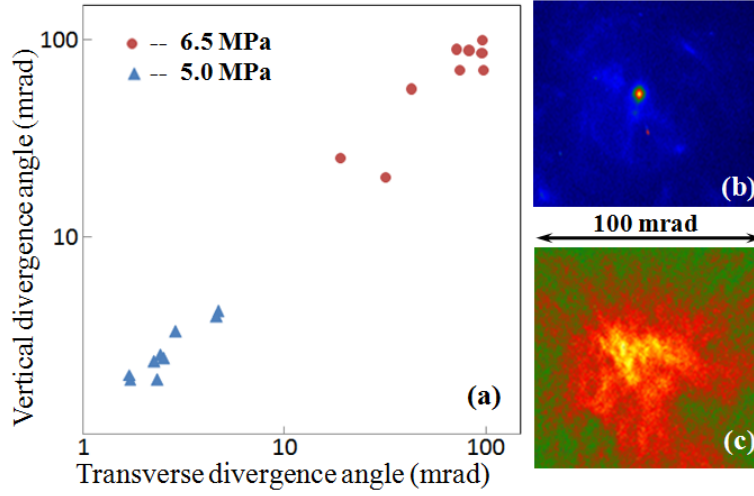 100
-- 6.5 MPa
-- 5.0 MPa
10
Vertical divergence angle (mrad)
(a)
1
10
100
Transverse divergence angle (mrad)
(b)
100 mrad
(c)